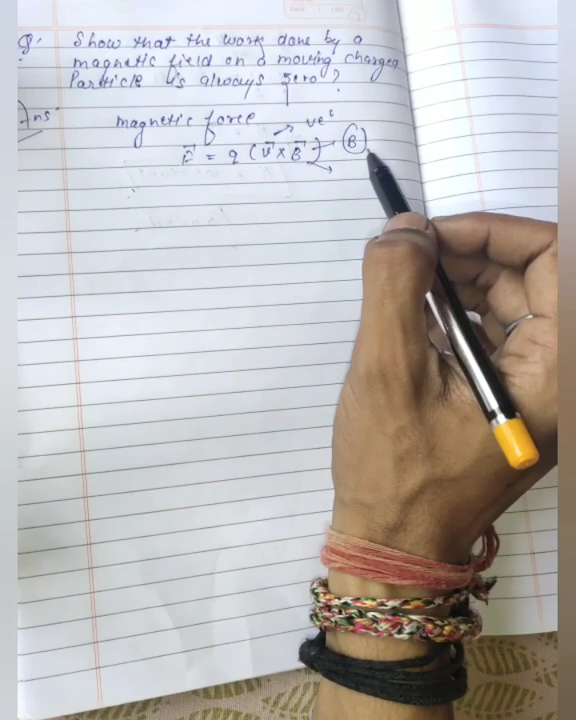 Q. Show that the work done by a
magnetic field on a moving charged
Particle is always zero?
Ans
magnetic force
F⃗ = q (v⃗ × B⃗)
B